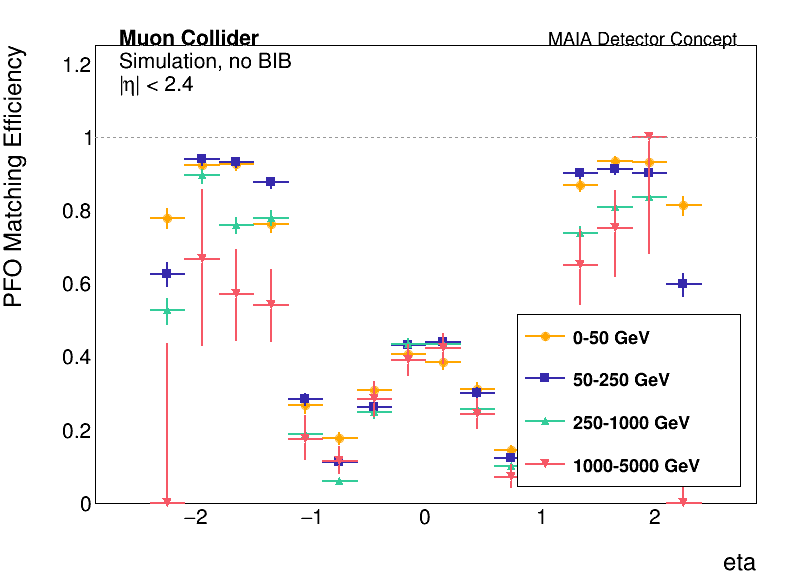 Muon Collider
MAIA Detector Concept
Simulation, no BIB
|η| < 2.4
PFO Matching Efficiency
1.2
1
0.8
0.6
0.4
0.2
0
0-50 GeV
50-250 GeV
250-1000 GeV
1000-5000 GeV
−2
−1
0
1
2
eta